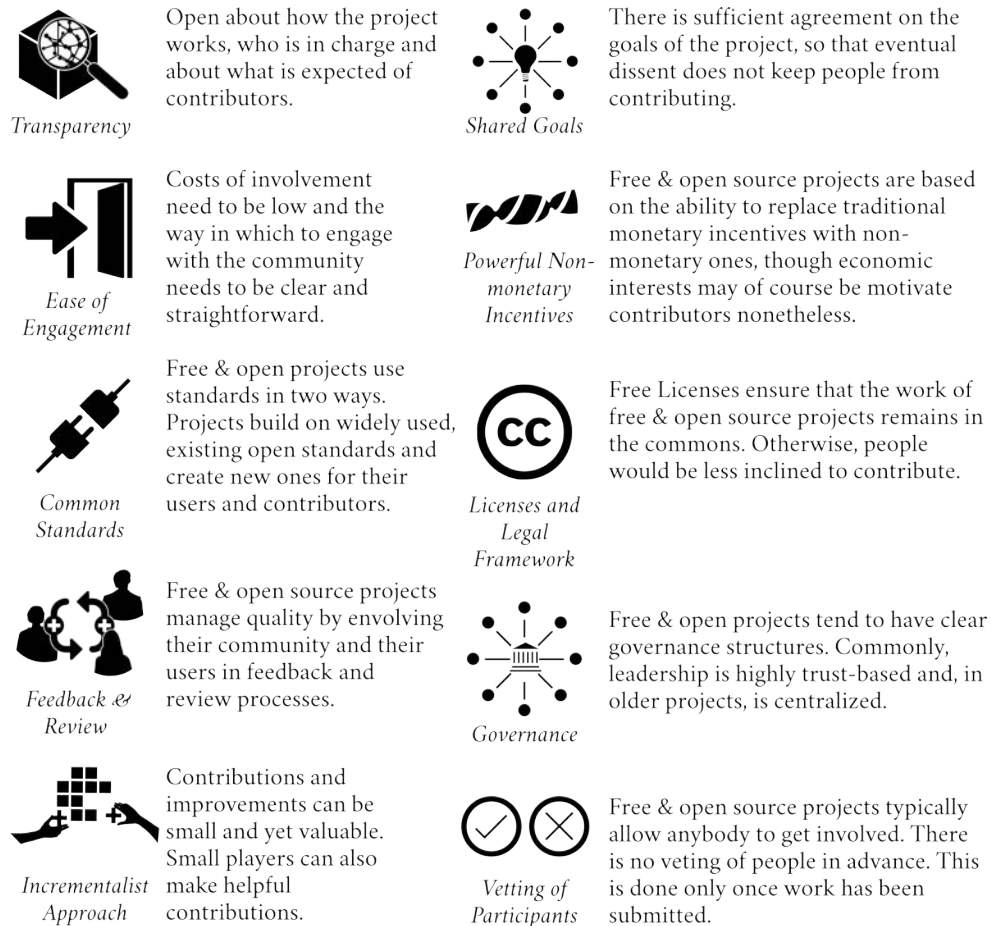 Transparency
Open about how the project
works, who is in charge and
about what is expected of
contributors.
Shared Goals
There is sufficient agreement on the
goals of the project, so that eventual
dissent does not keep people from
contributing.
Ease of
Engagement
Costs of involvement
need to be low and the
way in which to engage
with the community
needs to be clear and
straightforward.
Powerful Non-
monetary
Incentives
Free & open source projects are based
on the ability to replace traditional
monetary incentives with non-
monetary ones, though economic
interests may of course be motivate
contributors nonetheless.
Common
Standards
Free & open projects use
standards in two ways.
Projects build on widely used,
existing open standards and
create new ones for their
users and contributors.
cc
Licenses and
Legal
Framework
Free Licenses ensure that the work of
free & open source projects remains in
the commons. Otherwise, people
would be less inclined to contribute.
Feedback &
Review
Free & open source projects
manage quality by envolving
their community and their
users in feedback and
review processes.
Governance
Free & open projects tend to have clear
governance structures. Commonly,
leadership is highly trust-based and, in
older projects, is centralized.
Incrementalist
Approach
Contributions and
improvements can be
small and yet valuable.
Small players can also
make helpful
contributions.
Vetting of
Participants
Free & open source projects typically
allow anybody to get involved. There
is no veting of people in advance. This
is done only once work has been
submitted.